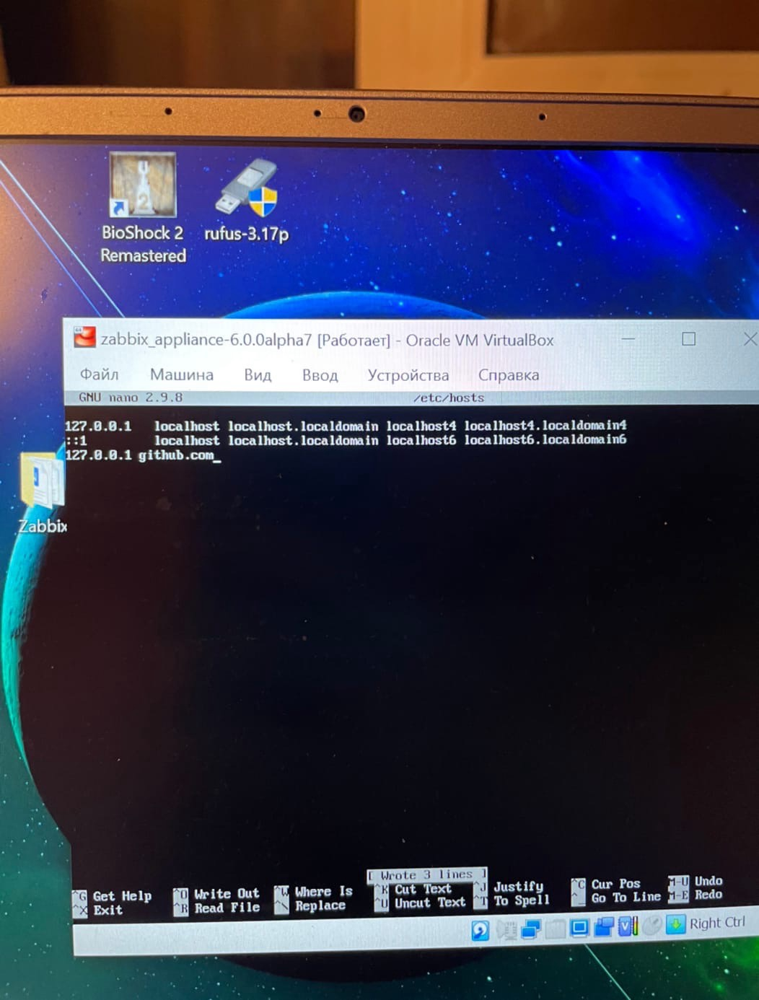 BioShock 2
Remastered
rufus-3.17p
zabbix_appliance-6.0.0alpha7 [Работает] - Oracle VM VirtualBox
Файл Машина Вид Ввод Устройства Справка
GNU nano 2.9.8 /etc/hosts
127.0.0.1 localhost localhost.localdomain localhost4 localhost4.localdomain4
::1 localhost localhost.localdomain localhost6 localhost6.localdomain6
127.0.0.1 github.com_
Zabbix
[ Wrote 3 lines ]
^G Get Help ^O Write Out ^W Where Is ^K Cut Text ^J Justify ^C Cur Pos M-U Undo
^X Exit ^R Read File ^\ Replace ^U Uncut Text ^T To Spell ^_ Go To Line M-E Redo
Right Ctrl